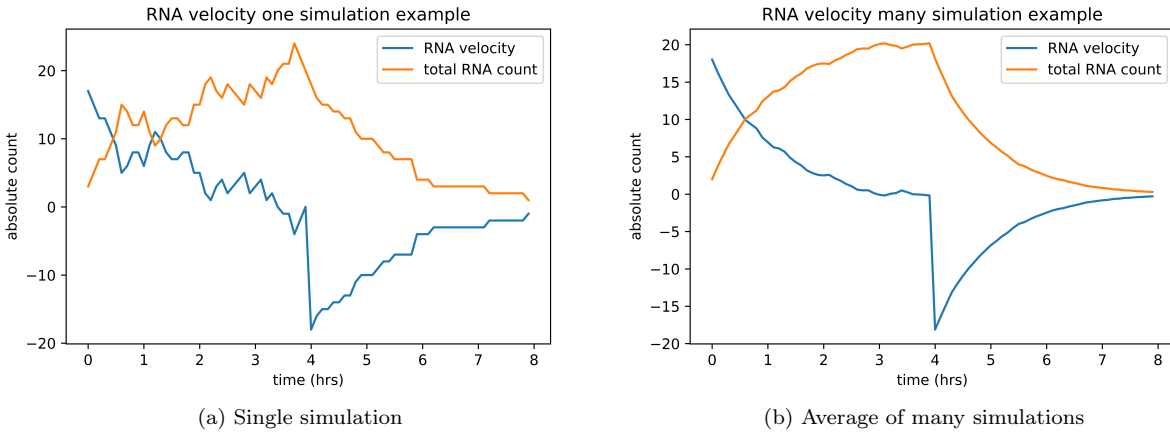 RNA velocity one simulation example
RNA velocity
total RNA count
absolute count
20
10
0
−10
−20
0 1 2 3 4 5 6 7 8
time (hrs)
(a) Single simulation
RNA velocity many simulation example
RNA velocity
total RNA count
absolute count
20
15
10
5
0
−5
−10
−15
−20
0 1 2 3 4 5 6 7 8
time (hrs)
(b) Average of many simulations